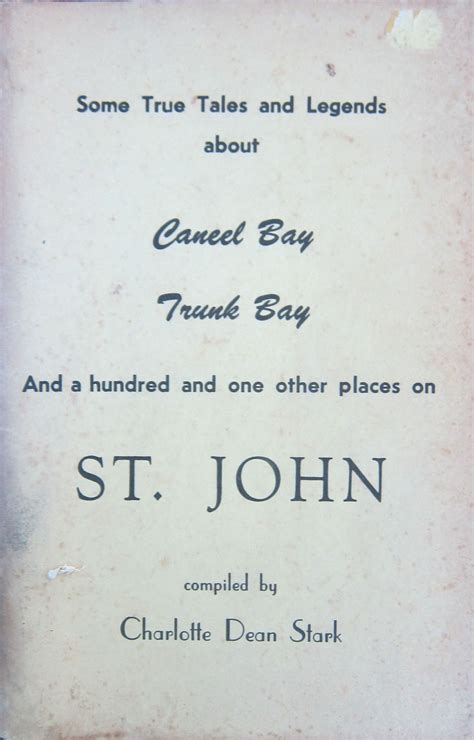 Some True Tales and Legends
about
Caneel Bay
Trunk Bay
And a hundred and one other places on
ST. JOHN
compiled by
Charlotte Dean Stark